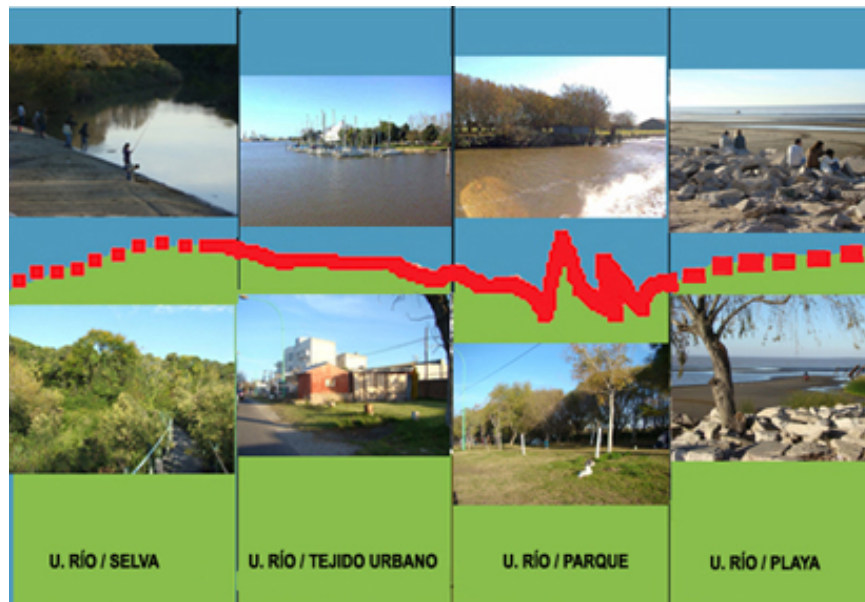 U. RÍO / SELVA
U. RÍO / TEJIDO URBANO
U. RÍO / PARQUE
U. RÍO / PLAYA